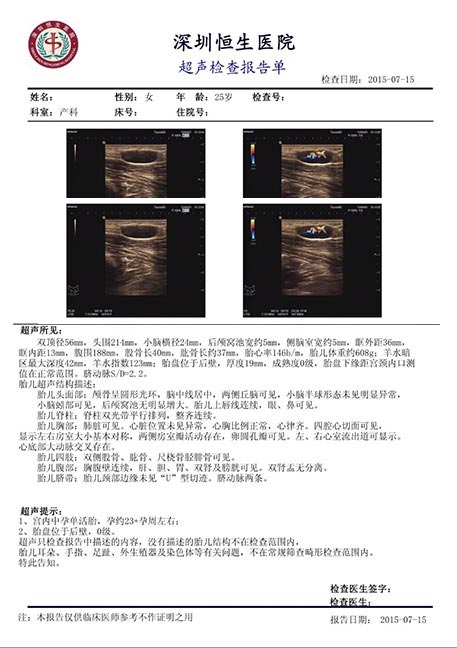 深圳恒生医院
超声检查报告单
检查日期: 2015-07-15
姓名: 性别: 女 年 龄: 25岁 检查号:
科室: 产科 床号: 住院号:
超声所见:
双顶径56mm, 头围214mm, 小脑横径24mm, 后颅窝池宽约5mm, 侧脑室宽约5mm, 眶外距36mm,
眶内距13mm, 腹围188mm, 股骨长40mm, 肱骨长约37mm, 胎心率146b/m, 胎儿体重约608g; 羊水暗
区最大深度42mm, 羊水指数123mm; 胎盘位于后壁, 厚度19mm, 成熟度0级, 胎盘下缘距宫颈内口测
值在正常范围。脐动脉S/D=2.2。
胎儿超声结构描述:
胎儿头面部: 颅骨呈圆形光环, 脑中线居中, 两侧丘脑可见, 小脑半球形态未见明显异常,
小脑蚓部可见, 后颅窝池无明显增大。胎儿上唇线连续, 眼、鼻可见。
胎儿脊柱: 脊柱双光带平行排列, 整齐连续。
胎儿胸部: 肺脏可见。心脏位置未见异常, 心胸比例正常, 心律齐。四腔心切面可见,
显示左右房室大小基本对称, 两侧房室瓣活动存在, 卵圆孔瓣可见。左、右心室流出道可显示。
心底部大动脉交叉存在。
胎儿四肢: 双侧股骨、肱骨、尺桡骨胫腓骨可见。
胎儿腹部: 胸腹壁连续, 肝、胆、胃、双肾及膀胱可见。双肾盂无分离。
胎儿脐带: 胎儿颈部边缘未见“U”型切迹。脐动脉两条。
超声提示:
1、宫内中孕单活胎, 孕约23+孕周左右;
2、胎盘位于后壁, 0级。
超声只检查报告中描述的内容, 没有描述的胎儿结构不在检查范围内,
胎儿耳朵、手指、足趾、外生殖器及染色体等有关问题, 不在常规筛查畸形检查范围内。
特此告知。
检查医生签字:
检查医生:
注: 本报告仅供临床医师参考不作证明之用
报告日期: 2015-07-15